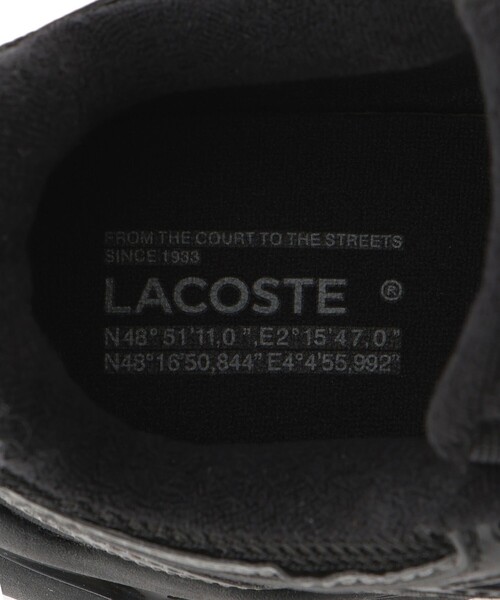 FROM THE COURT TO THE STREETS
SINCE 1933
LACOSTE ®
N48°51'11,0",E2°15'47,0"
N48°16'50,844" E4°4'55,992"